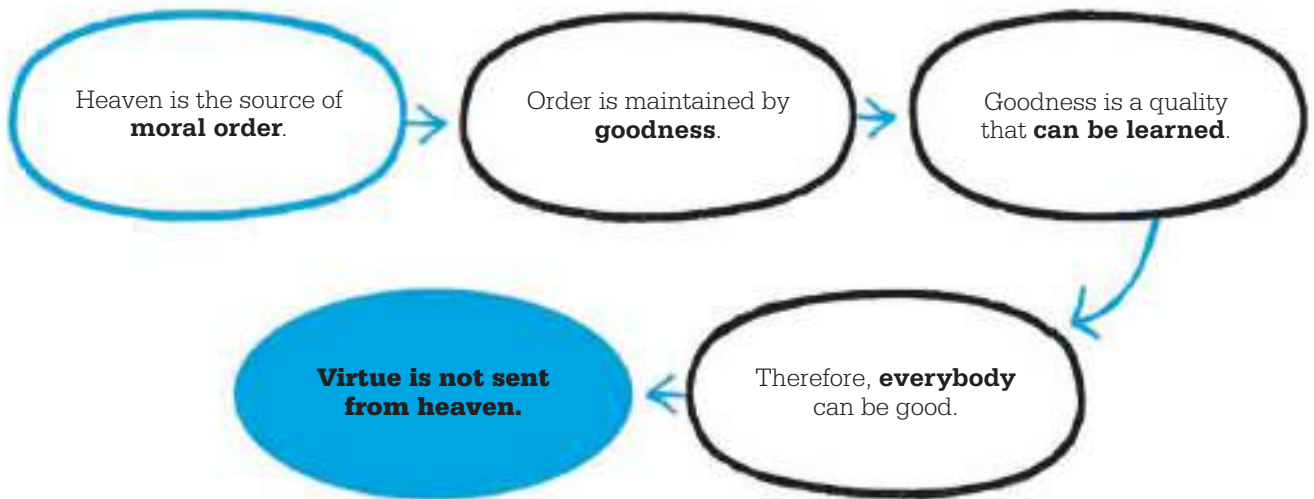 Heaven is the source of
moral order.
Order is maintained by
goodness.
Goodness is a quality
that can be learned.
Therefore, everybody
can be good.
Virtue is not sent
from heaven.